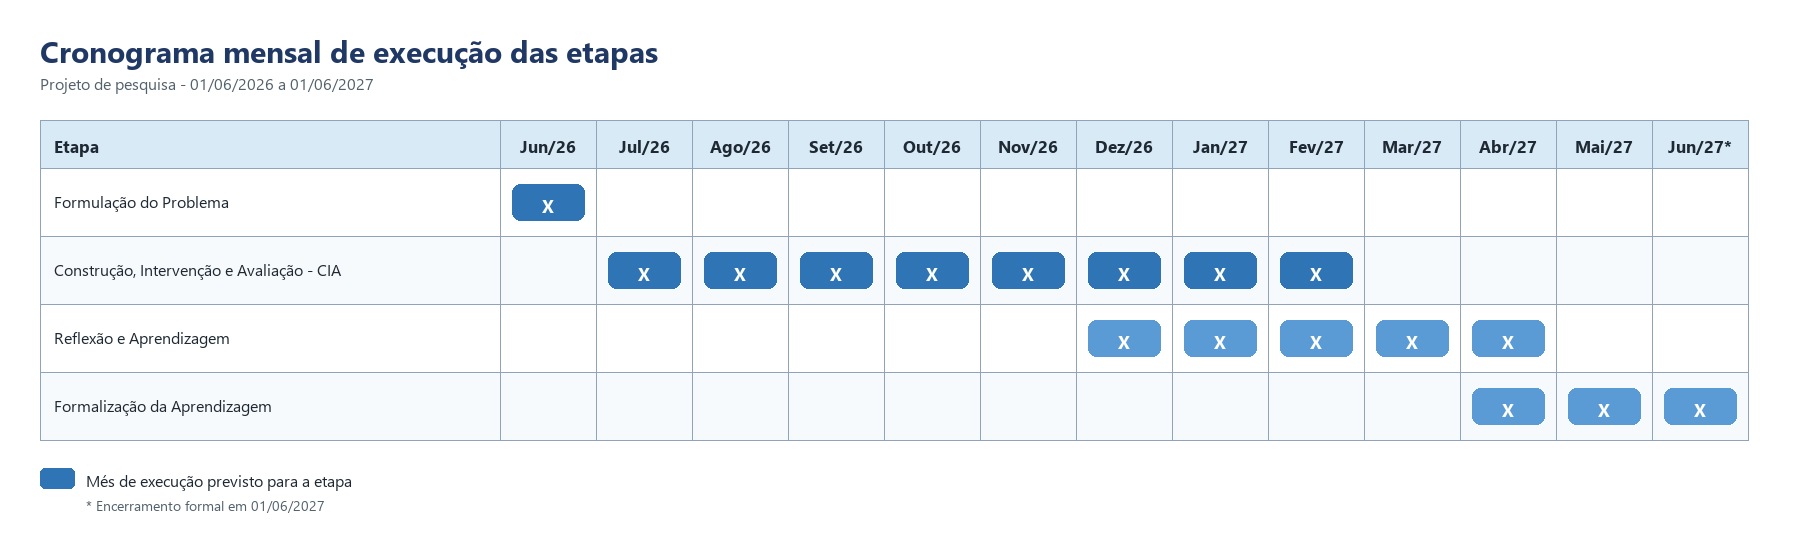 Cronograma mensal de execução das etapas
Projeto de pesquisa - 01/06/2026 a 01/06/2027
Etapa Jun/26 Jul/26 Ago/26 Set/26 Out/26 Nov/26 Dez/26 Jan/27 Fev/27 Mar/27 Abr/27 Mai/27 Jun/27*
Formulação do Problema X
Construção, Intervenção e Avaliação - CIA X X X X X X X X
Reflexão e Aprendizagem X X X X X
Formalização da Aprendizagem X X X
Més de execução previsto para a etapa
* Encerramento formal em 01/06/2027